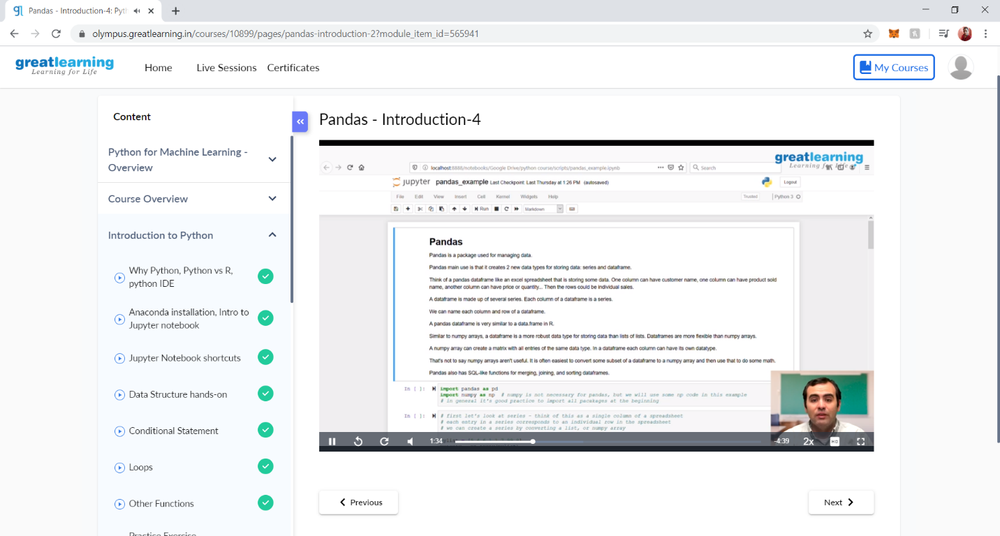 Pandas - Introduction-4: Pyth
olympus.greatlearning.in/courses/10899/pages/pandas-introduction-2?module_item_id=565941
greatlearning
Learning for Life
Home Live Sessions Certificates
My Courses
Content
Python for Machine Learning -
Overview
Course Overview
Introduction to Python
Why Python, Python vs R,
python IDE
Anaconda installation, Intro to
Jupyter notebook
Jupyter Notebook shortcuts
Data Structure hands-on
Conditional Statement
Loops
Other Functions
Practice Exercise
Pandas - Introduction-4
greatlearning
Learning for Life
localhost:8888/notebooks/Google Drive/python course/scripts/pandas_example.ipynb
Search
jupyter pandas_example Last Checkpoint: Last Thursday at 1:26 PM (autosaved)
Logout
File Edit View Insert Cell Kernel Widgets Help
Trusted Python 3
Run Markdown
Pandas
Pandas is a package used for managing data.
Pandas main use is that it creates 2 new data types for storing data: series and dataframe.
Think of a pandas dataframe like an excel spreadsheet that is storing some data. One column can have customer name, one column can have product sold
name, another column can have price or quantity... Then the rows could be individual sales.
A dataframe is made up of several series. Each column of a dataframe is a series.
We can name each column and row of a dataframe.
A pandas dataframe is very similar to a data.frame in R.
Similar to numpy arrays, a dataframe is a more robust data type for storing data than lists of lists. Dataframes are more flexible than numpy arrays.
A numpy array can create a matrix with all entries of the same data type. In a dataframe each column can have its own datatype.
That's not to say numpy arrays aren't useful. It is often easiest to convert some subset of a dataframe to a numpy array and then use that to do some math.
Pandas also has SQL-like functions for merging, joining, and sorting dataframes.
In [ ]: import pandas as pd
import numpy as np # numpy is not necessary for pandas, but we will use some np code in this example
# in general it's good practice to import all pacakages at the beginning
In [ ]: # first let's look at series - think of this as a single column of a spreadsheet
# each entry in a series corresponds to an individual row in the spreadsheet
# we can create a series by converting a list, or numpy array
1:34 -4:39 2x HD
Previous
Next